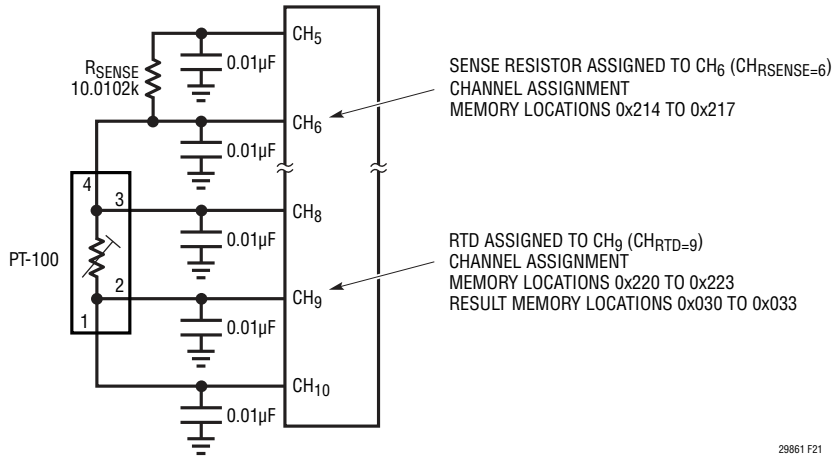 CH5
RSENSE
10.0102k
0.01µF
CH6
0.01µF
SENSE RESISTOR ASSIGNED TO CH6 (CHRSENSE=6)
CHANNEL ASSIGNMENT
MEMORY LOCATIONS 0x214 TO 0x217
4
3
CH8
0.01µF
PT-100
2
CH9
0.01µF
RTD ASSIGNED TO CH9 (CHRTD=9)
CHANNEL ASSIGNMENT
MEMORY LOCATIONS 0x220 TO 0x223
RESULT MEMORY LOCATIONS 0x030 TO 0x033
1
CH10
0.01µF
29861 F21